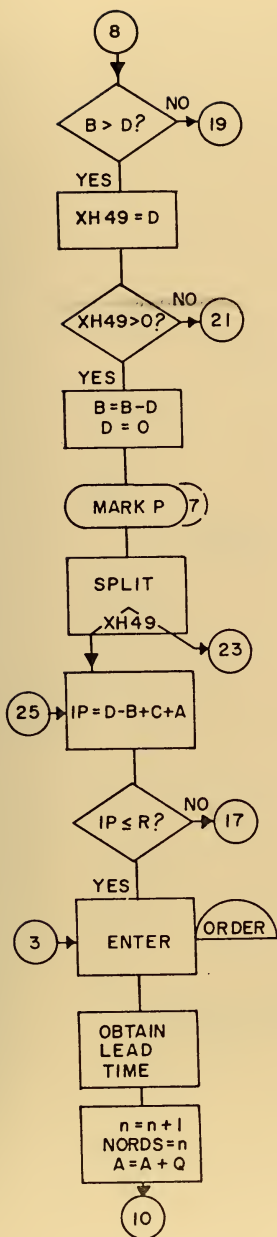 8
B > D?
NO
19
YES
XH49 = D
NO
XH49>0?
21
YES
B=B-D
D = 0
MARK P
7
SPLIT
XH49
23
25
IP=D-B+C+A
IP ≤ R?
NO
17
YES
3
ENTER
ORDER
OBTAIN
LEAD
TIME
n = n + 1
NORDS=n
A=A+Q
10